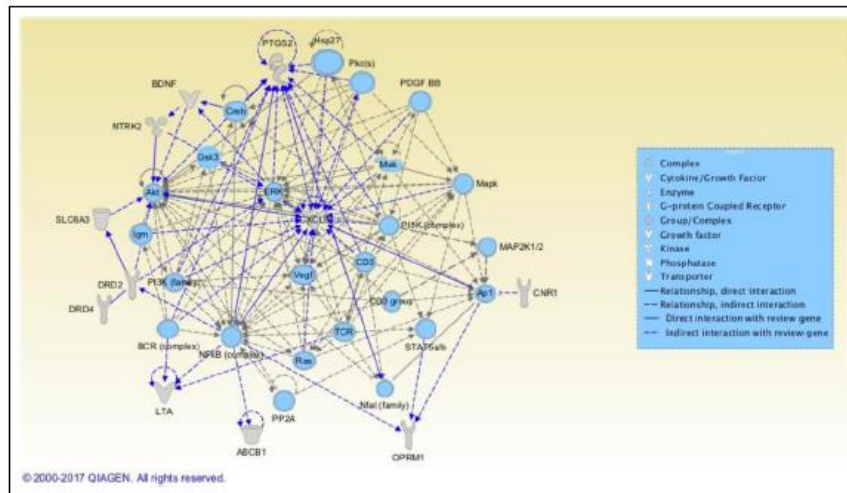 PTGS2
Hsp27
Pkc(s)
BDNF
PDGF BB
Creb
NTRK2
Gsk3
Mek
Akt
ERK
Mapk
SLC6A3
CXCL8
PI3K (complex)
Igm
MAP2K1/2
CD3
DRD2
PI3K (family)
Vegf
Ap1
CNR1
DRD4
CD3 group
BCR (complex)
NFkB (complex)
TCR
STAT5a/b
Ras
LTA
PP2A
Nfat (family)
ABCB1
OPRM1
Complex
Cytokine/Growth Factor
Enzyme
G-protein Coupled Receptor
Group/Complex
Growth factor
Kinase
Phosphatase
Transporter
Relationship, direct interaction
Relationship, indirect interaction
Direct interaction with review gene
Indirect interaction with review gene
© 2000-2017 QIAGEN. All rights reserved.